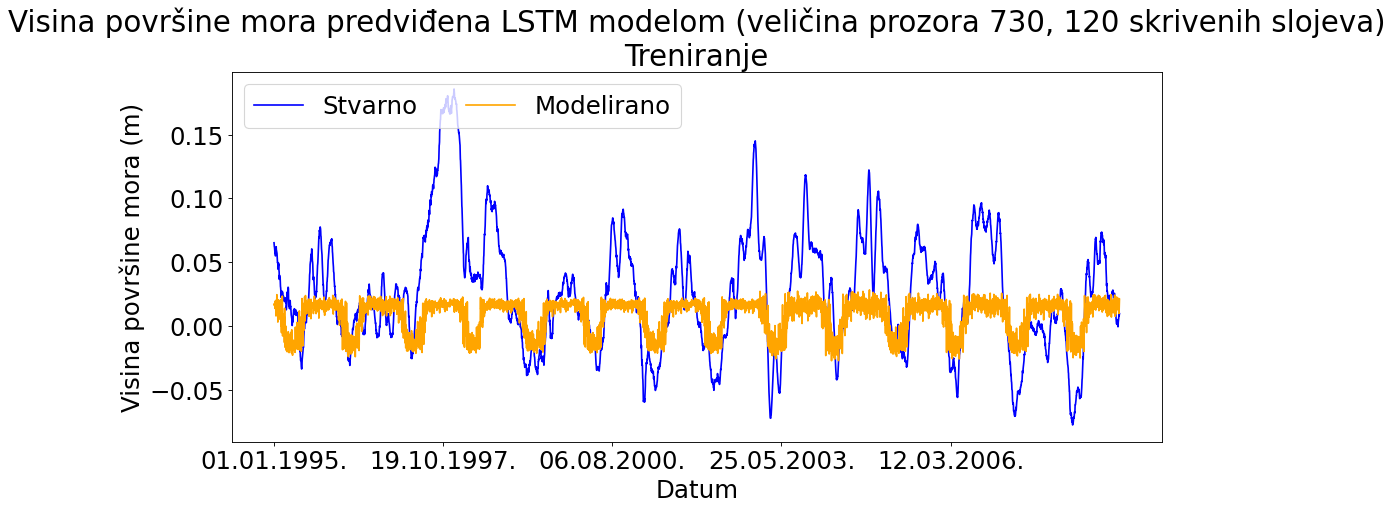 Visina površine mora predviđena LSTM modelom (veličina prozora 730, 120 skrivenih slojeva)
Treniranje
Stvarno
Modelirano
Visina površine mora (m)
0.15
0.10
0.05
0.00
−0.05
01.01.1995.
19.10.1997.
06.08.2000.
25.05.2003.
12.03.2006.
Datum